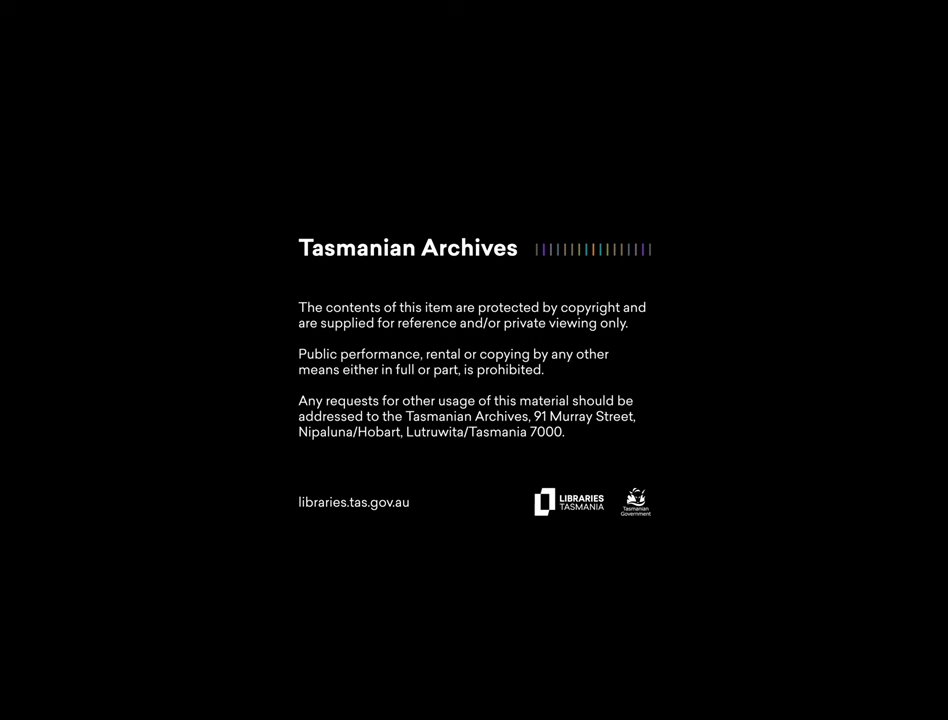 Tasmanian Archives
The contents of this item are protected by copyright and
are supplied for reference and/or private viewing only.
Public performance, rental or copying by any other
means either in full or part, is prohibited.
Any requests for other usage of this material should be
addressed to the Tasmanian Archives, 91 Murray Street,
Nipaluna/Hobart, Lutruwita/Tasmania 7000.
libraries.tas.gov.au
LIBRARIES
TASMANIA
Tasmanian
Government